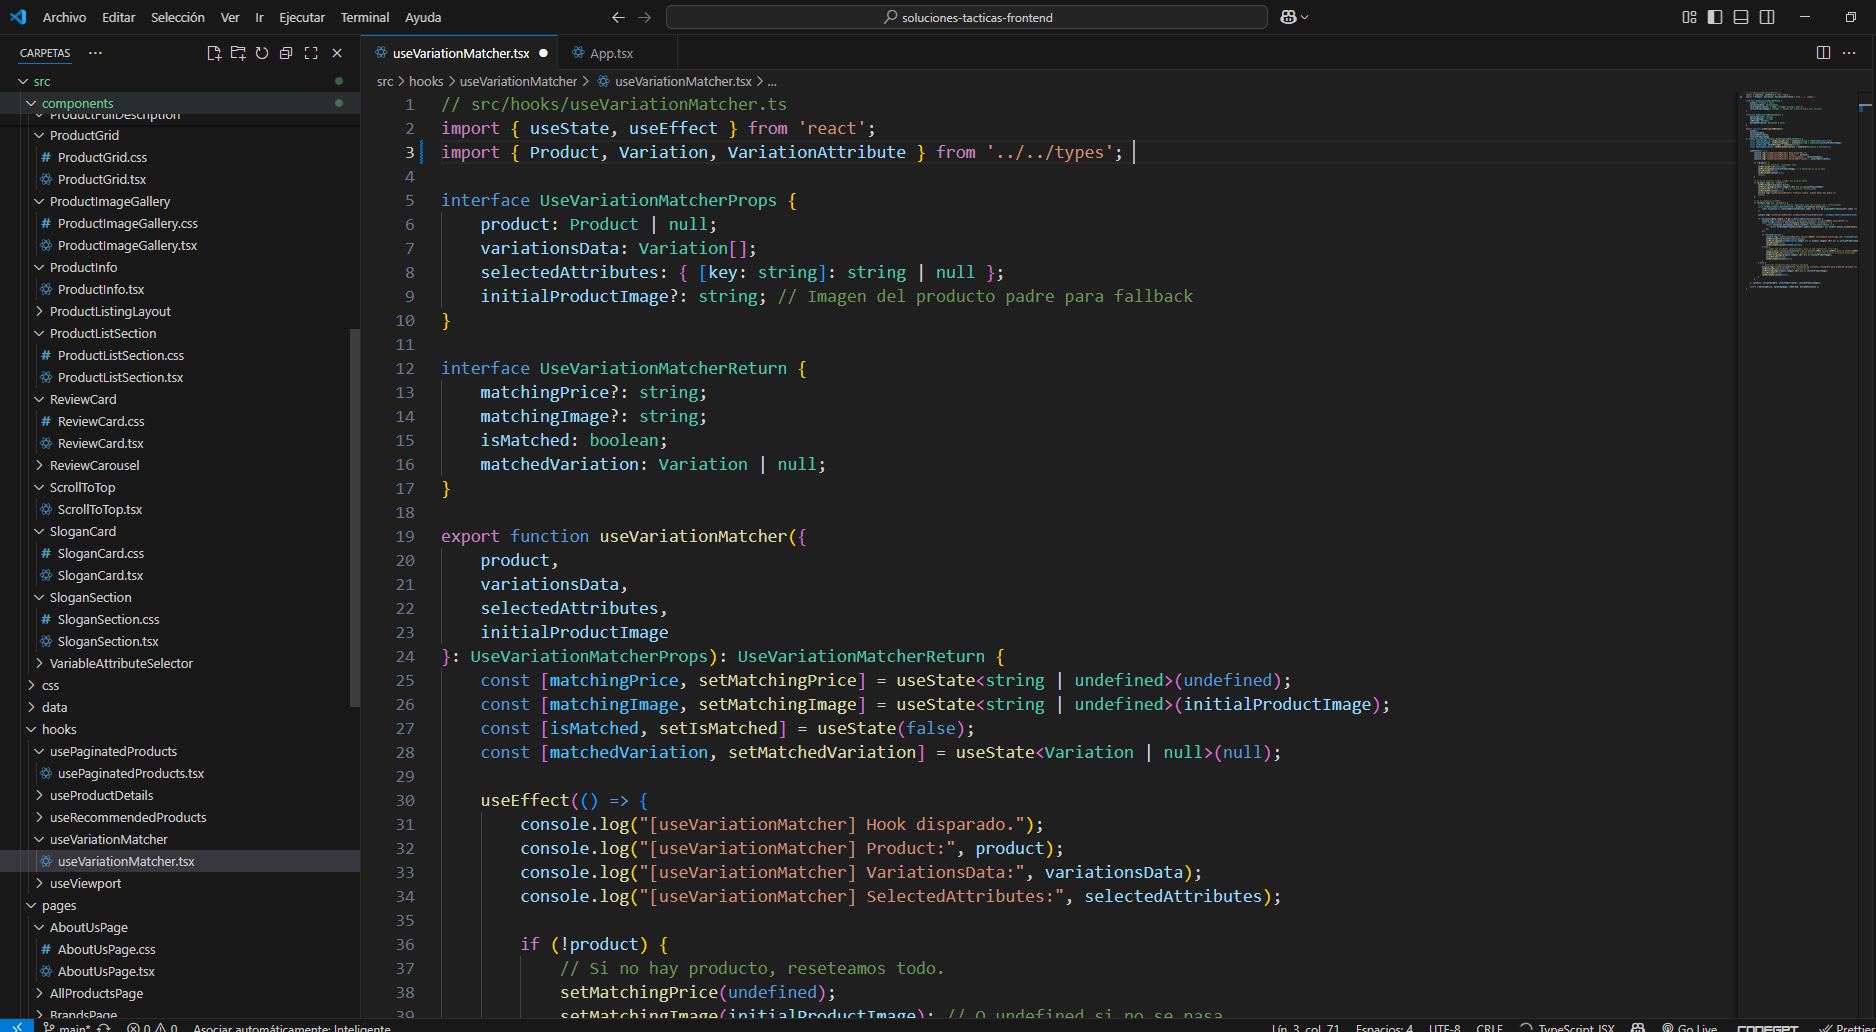 Archivo Editar Selección Ver Ir Ejecutar Terminal Ayuda
soluciones-tacticas-frontend
CARPETAS
src
components
ProductFullDescription
ProductGrid
# ProductGrid.css
ProductGrid.tsx
ProductImageGallery
# ProductImageGallery.css
ProductImageGallery.tsx
ProductInfo
ProductInfo.tsx
ProductListingLayout
ProductListSection
# ProductListSection.css
ProductListSection.tsx
ReviewCard
# ReviewCard.css
ReviewCard.tsx
ReviewCarousel
ScrollToTop
ScrollToTop.tsx
SloganCard
# SloganCard.css
SloganCard.tsx
SloganSection
# SloganSection.css
SloganSection.tsx
VariableAttributeSelector
css
data
hooks
usePaginatedProducts
usePaginatedProducts.tsx
useProductDetails
useRecommendedProducts
useVariationMatcher
useVariationMatcher.tsx
useViewport
pages
AboutUsPage
# AboutUsPage.css
AboutUsPage.tsx
AllProductsPage
BrandsPage
useVariationMatcher.tsx
App.tsx
src > hooks > useVariationMatcher > useVariationMatcher.tsx > ...
1 // src/hooks/useVariationMatcher.ts
2 import { useState, useEffect } from 'react';
3 import { Product, Variation, VariationAttribute } from '../../types';
4
5 interface UseVariationMatcherProps {
6 product: Product | null;
7 variationsData: Variation[];
8 selectedAttributes: { [key: string]: string | null };
9 initialProductImage?: string; // Imagen del producto padre para fallback
10 }
11
12 interface UseVariationMatcherReturn {
13 matchingPrice?: string;
14 matchingImage?: string;
15 isMatched: boolean;
16 matchedVariation: Variation | null;
17 }
18
19 export function useVariationMatcher({
20 product,
21 variationsData,
22 selectedAttributes,
23 initialProductImage
24 }: UseVariationMatcherProps): UseVariationMatcherReturn {
25 const [matchingPrice, setMatchingPrice] = useState<string | undefined>(undefined);
26 const [matchingImage, setMatchingImage] = useState<string | undefined>(initialProductImage);
27 const [isMatched, setIsMatched] = useState(false);
28 const [matchedVariation, setMatchedVariation] = useState<Variation | null>(null);
29
30 useEffect(() => {
31 console.log("[useVariationMatcher] Hook disparado.");
32 console.log("[useVariationMatcher] Product:", product);
33 console.log("[useVariationMatcher] VariationsData:", variationsData);
34 console.log("[useVariationMatcher] SelectedAttributes:", selectedAttributes);
35
36 if (!product) {
37 // Si no hay producto, reseteamos todo.
38 setMatchingPrice(undefined);
39 setMatchingImage(initialProductImage); // O undefined si no se pasa
main* 0 0 Asociar automáticamente: Inteligente
Lín. 3, col. 71 Espacios: 4 UTF-8 CRLF TypeScript JSX Go Live CODEGPT Prettier